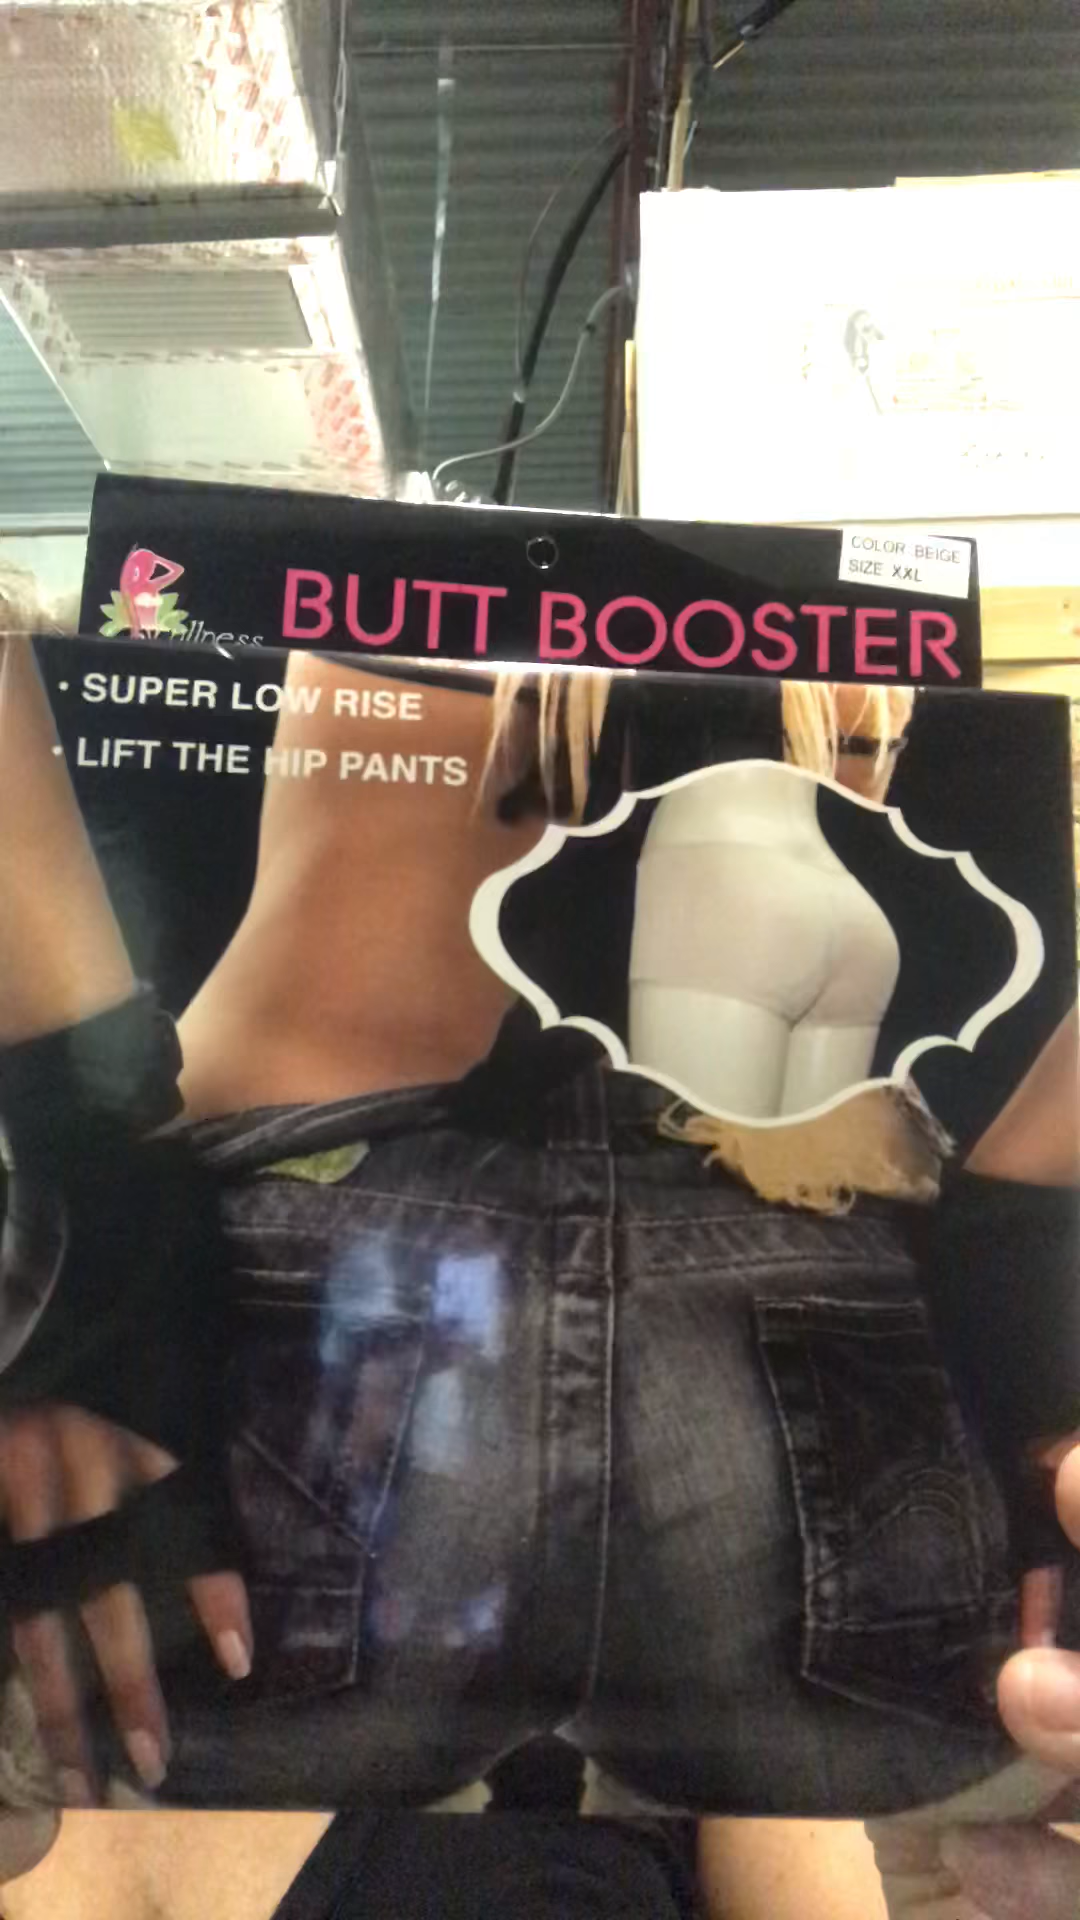 COLOR BEIGE
SIZE XXL
BUTT BOOSTER
• SUPER LOW RISE
• LIFT THE HIP PANTS